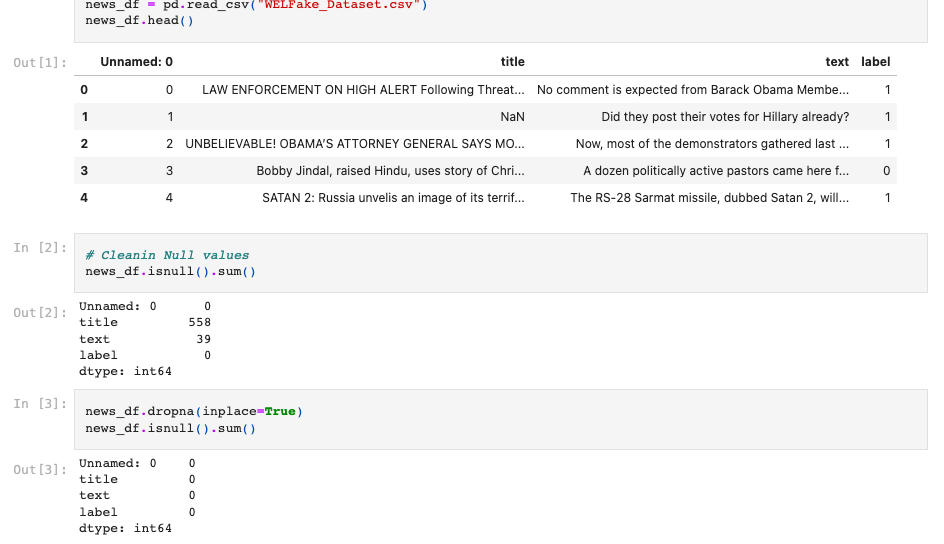 news_df = pd.read_csv("WELFake_Dataset.csv")
news_df.head()
Out[1]:
Unnamed: 0 title text label
0 0 LAW ENFORCEMENT ON HIGH ALERT Following Threat... No comment is expected from Barack Obama Membe... 1
1 1 NaN Did they post their votes for Hillary already? 1
2 2 UNBELIEVABLE! OBAMA'S ATTORNEY GENERAL SAYS MO... Now, most of the demonstrators gathered last ... 1
3 3 Bobby Jindal, raised Hindu, uses story of Chri... A dozen politically active pastors came here f... 0
4 4 SATAN 2: Russia unvelis an image of its terrif... The RS-28 Sarmat missile, dubbed Satan 2, will... 1
In [2]:
# Cleanin Null values
news_df.isnull().sum()
Out[2]:
Unnamed: 0 0
title 558
text 39
label 0
dtype: int64
In [3]:
news_df.dropna(inplace=True)
news_df.isnull().sum()
Out[3]:
Unnamed: 0 0
title 0
text 0
label 0
dtype: int64